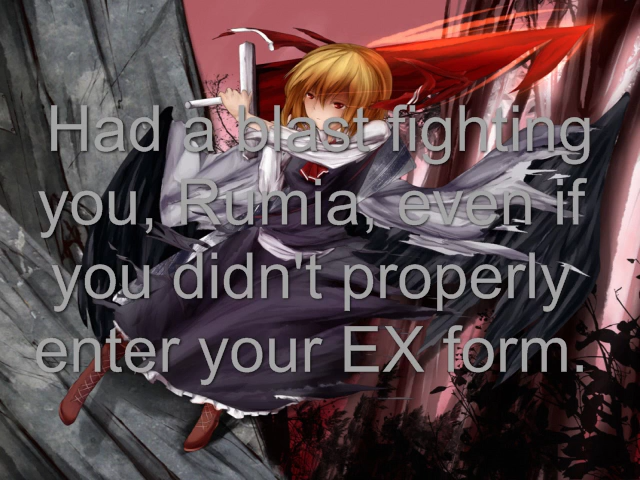 Had a blast fighting
you, Rumia, even if
you didn't properly
enter your EX form.